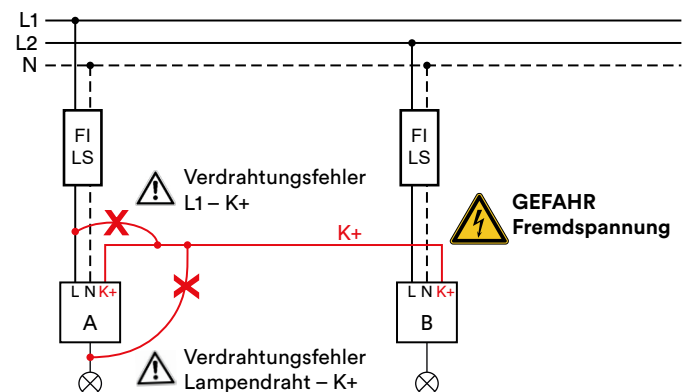 L1
L2
N
FI
LS
FI
LS
Verdrahtungsfehler
L1 – K+
GEFAHR
Fremdspannung
K+
L N K+
L N K+
A
B
Verdrahtungsfehler
Lampendraht – K+